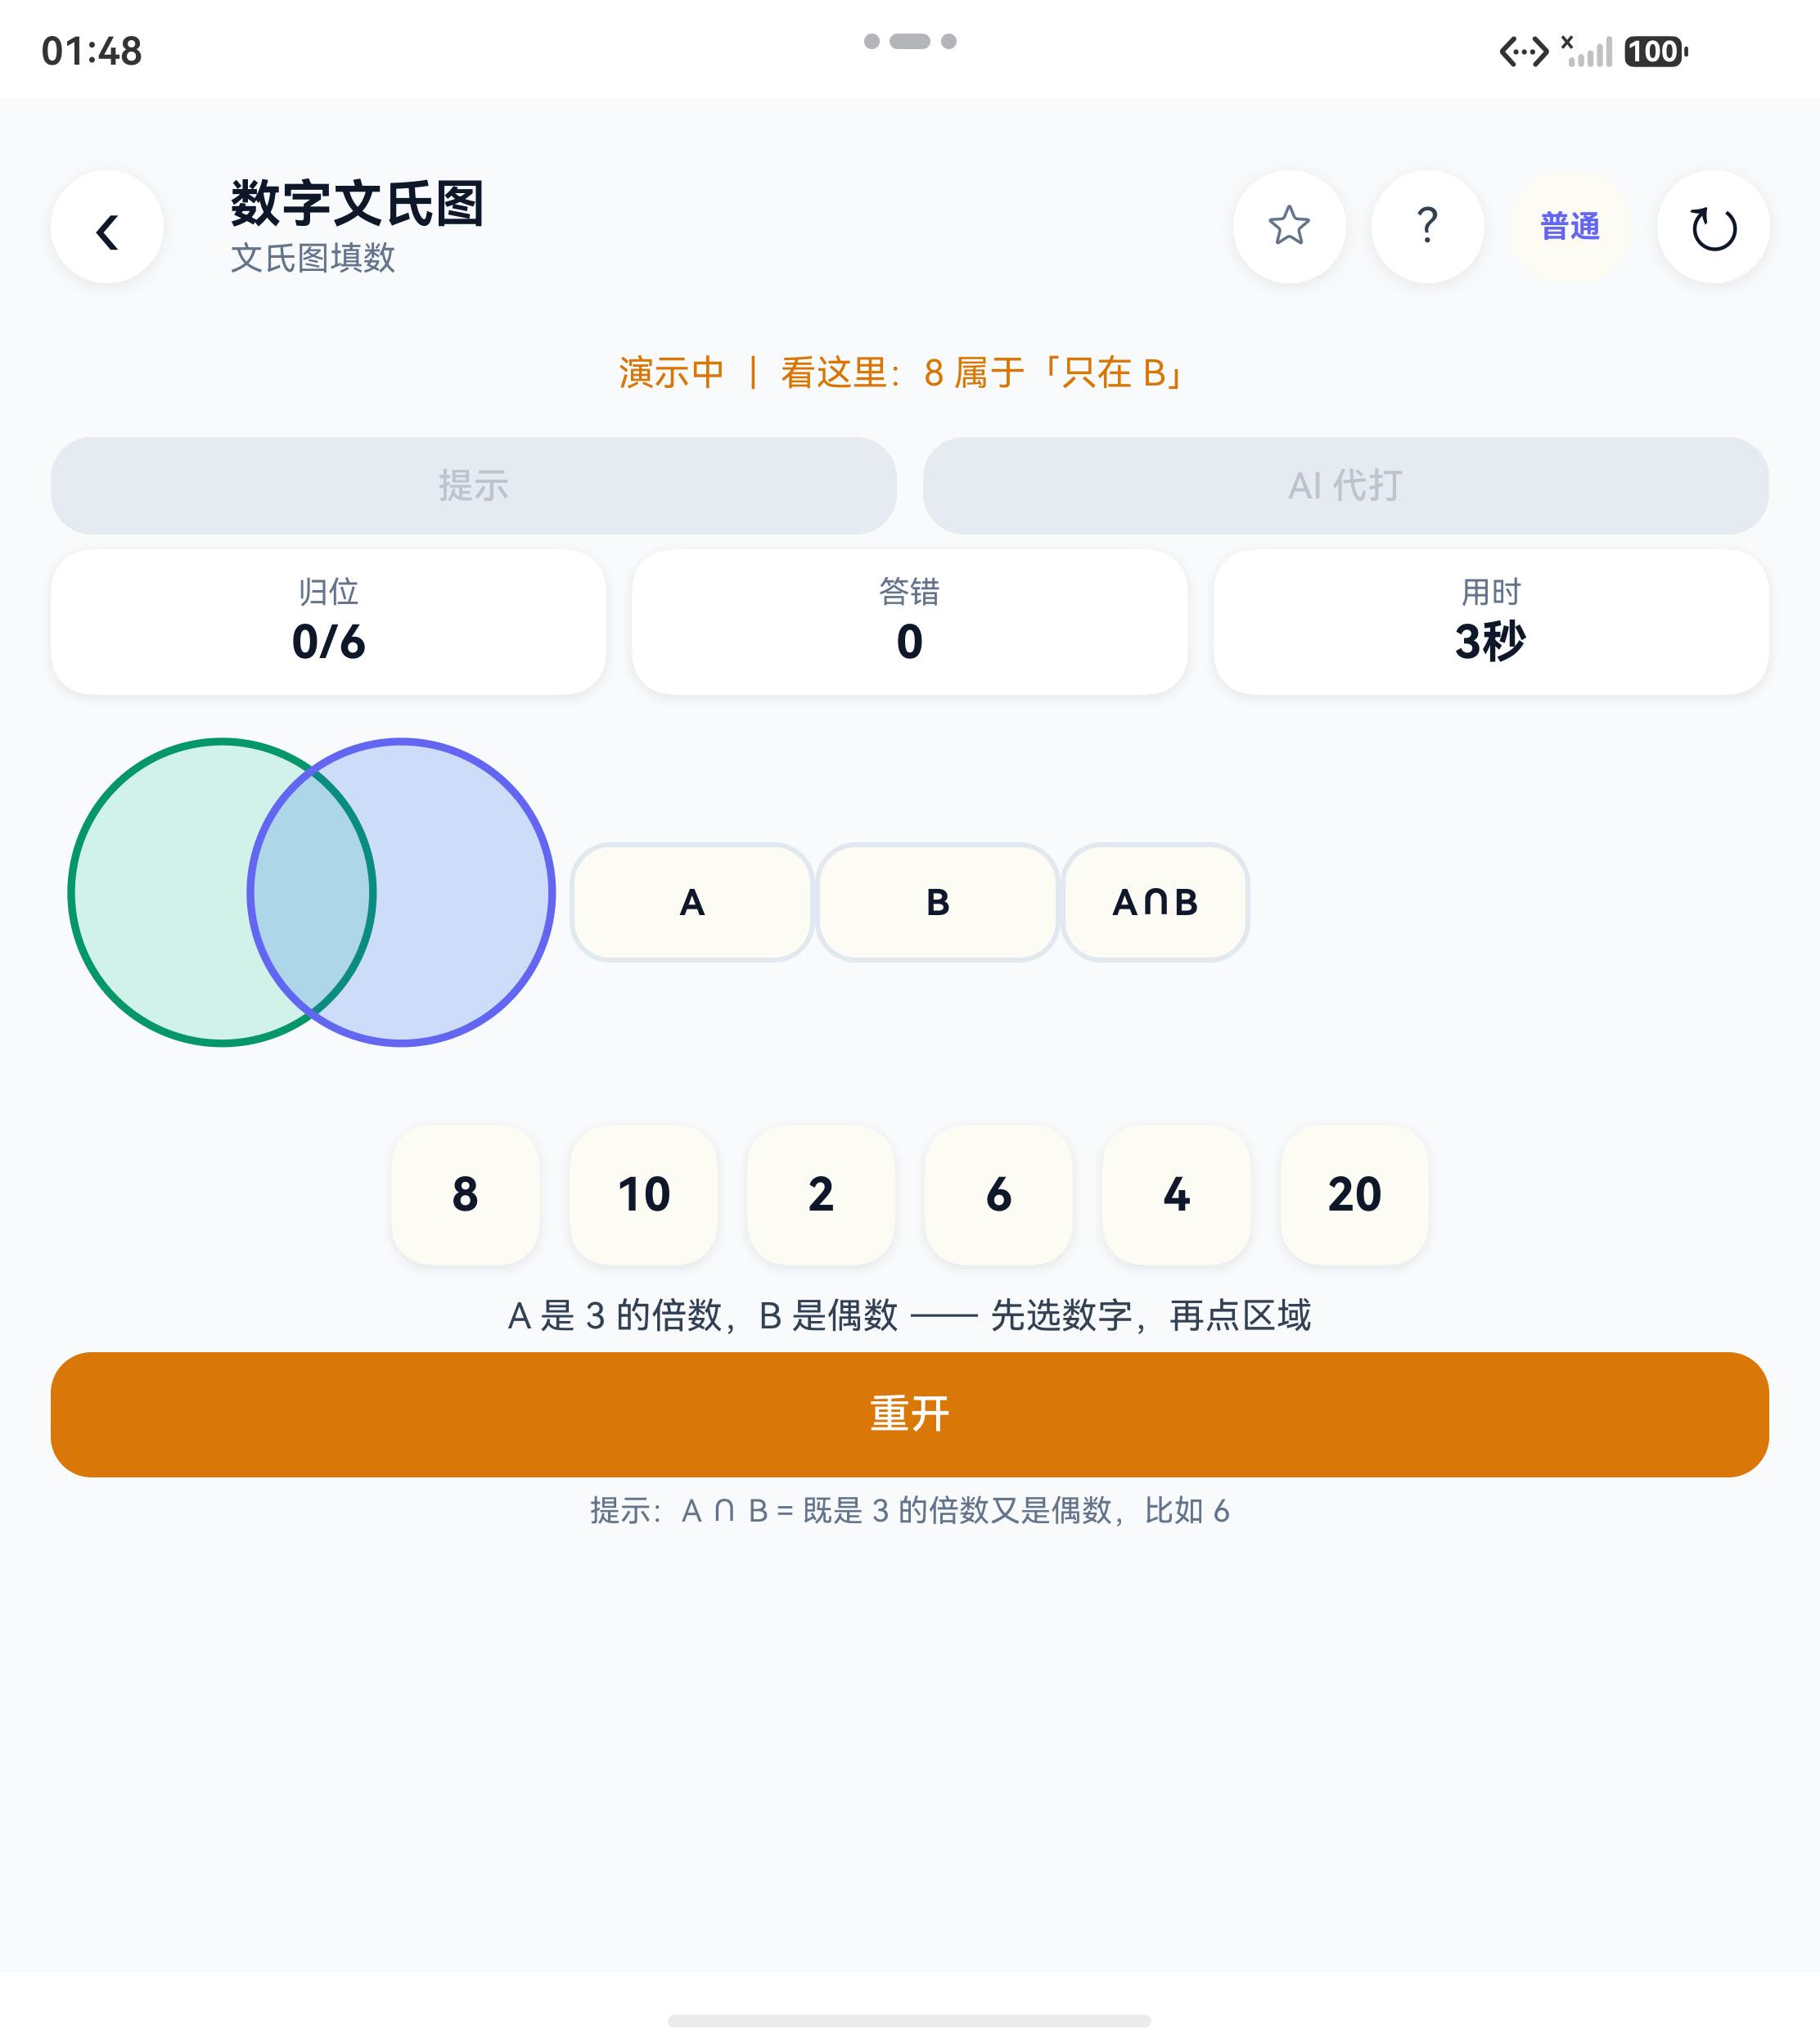 01:48
100
数字文氏图
文氏图填数
?
普通
演示中 | 看这里：8 属于「只在 B」
提示
AI 代打
归位
0/6
答错
0
用时
3秒
A
B
A∩B
8
10
2
6
4
20
A 是 3 的倍数，B 是偶数 —— 先选数字，再点区域
重开
提示：A ∩ B = 既是 3 的倍数又是偶数，比如 6